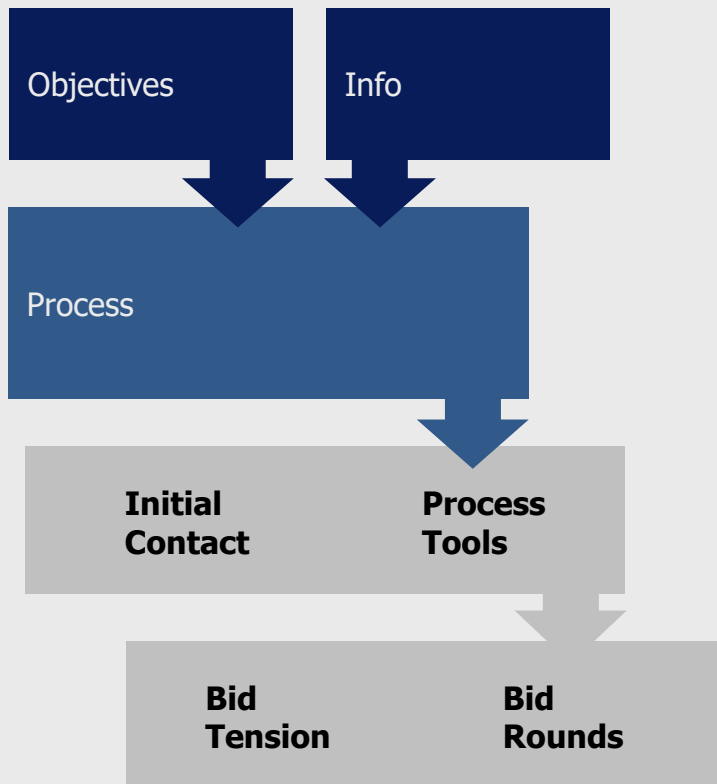 Objectives
Info
Process
Initial
Contact
Process
Tools
Bid
Tension
Bid
Rounds